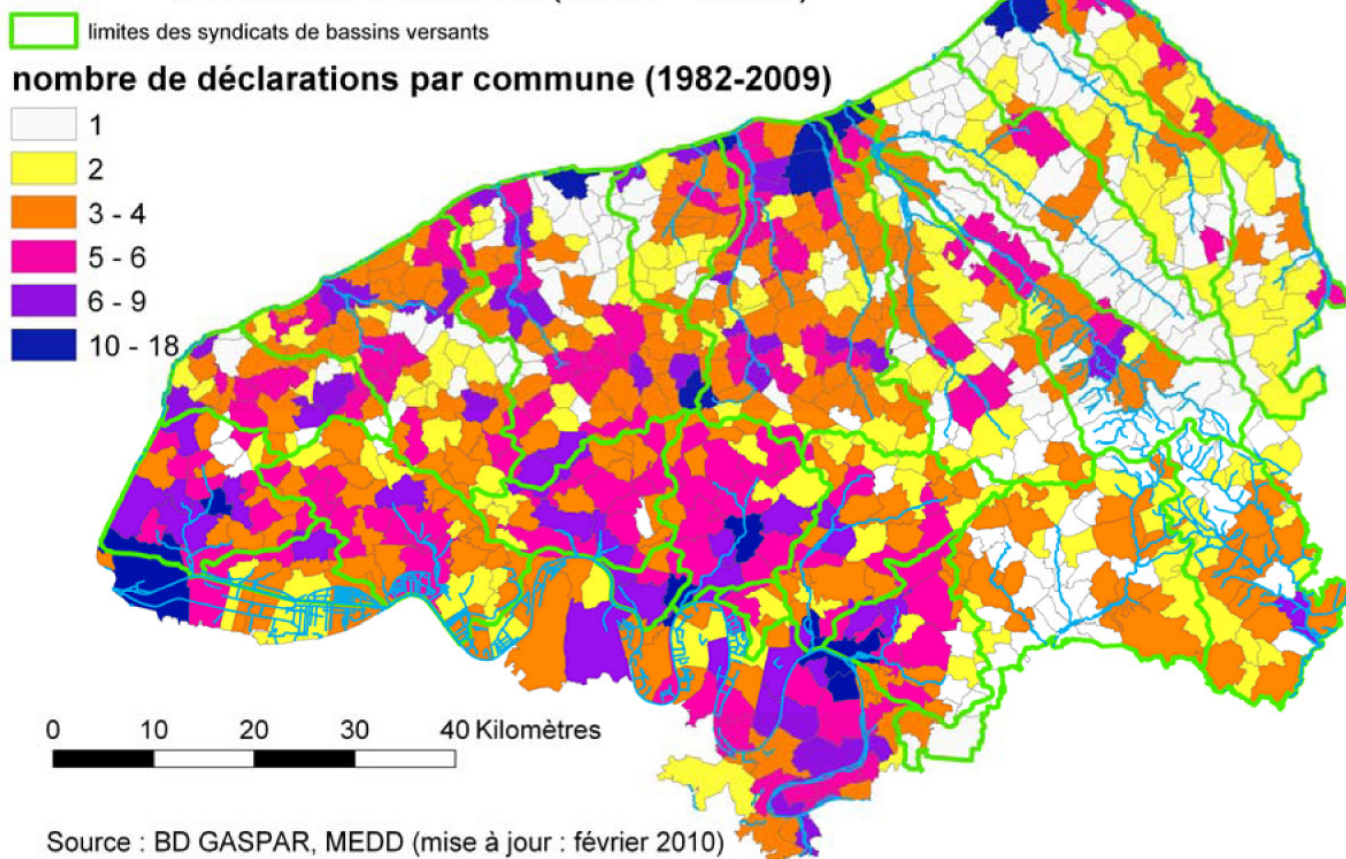 limites des syndicats de bassins versants
nombre de déclarations par commune (1982-2009)
1
2
3 - 4
5 - 6
6 - 9
10 - 18
0 10 20 30 40 Kilomètres
Source : BD GASPAR, MEDD (mise à jour : février 2010)